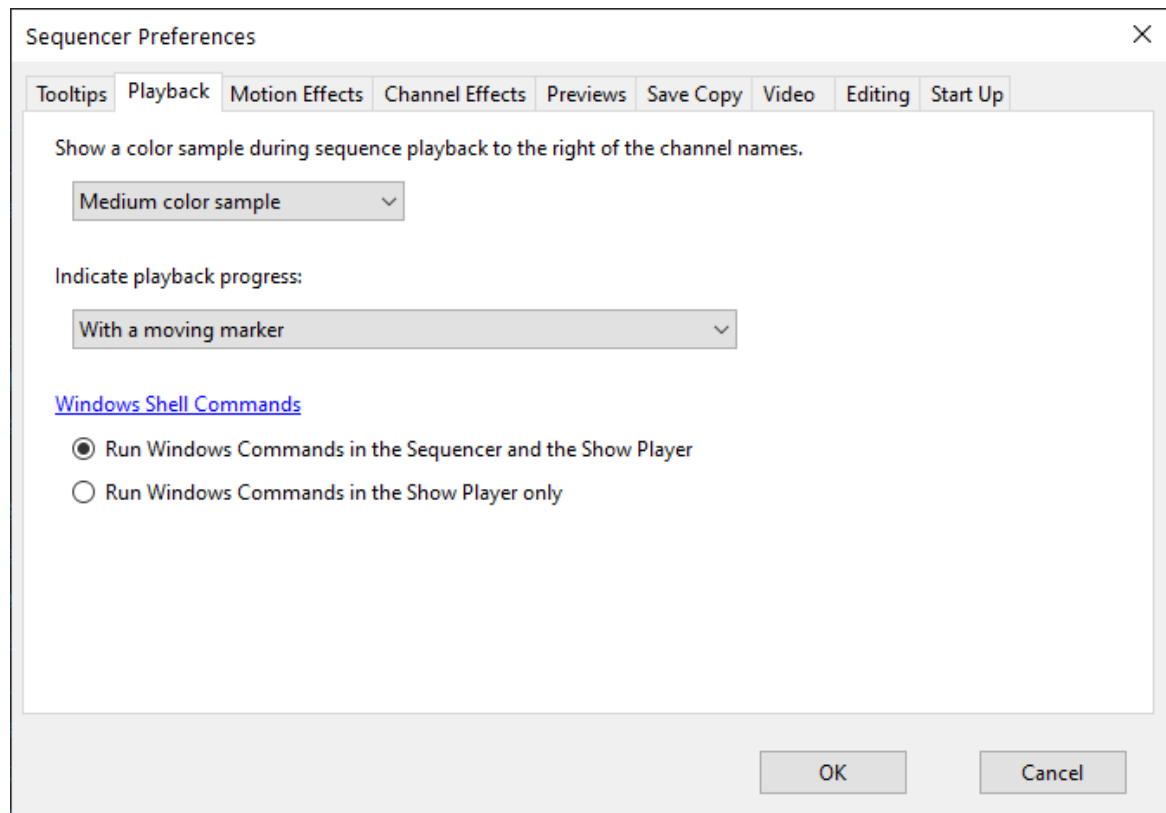 Sequencer Preferences
Tooltips Playback Motion Effects Channel Effects Previews Save Copy Video Editing Start Up
Show a color sample during sequence playback to the right of the channel names.
Medium color sample
Indicate playback progress:
With a moving marker
Windows Shell Commands
Run Windows Commands in the Sequencer and the Show Player
Run Windows Commands in the Show Player only
OK Cancel